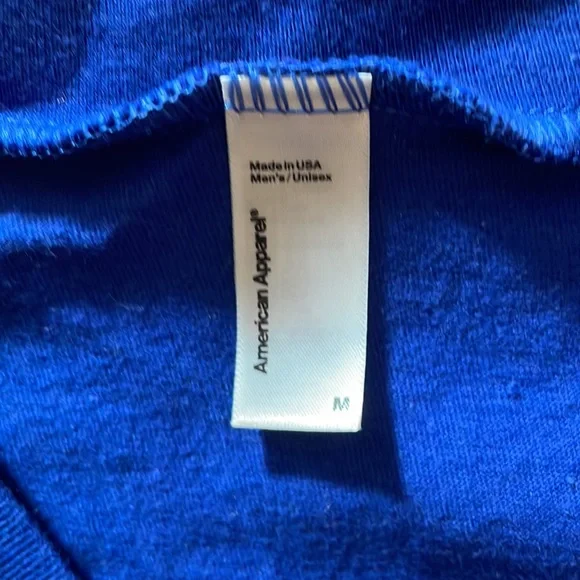 Made in USA
Men's/Unisex
American Apparel®
M